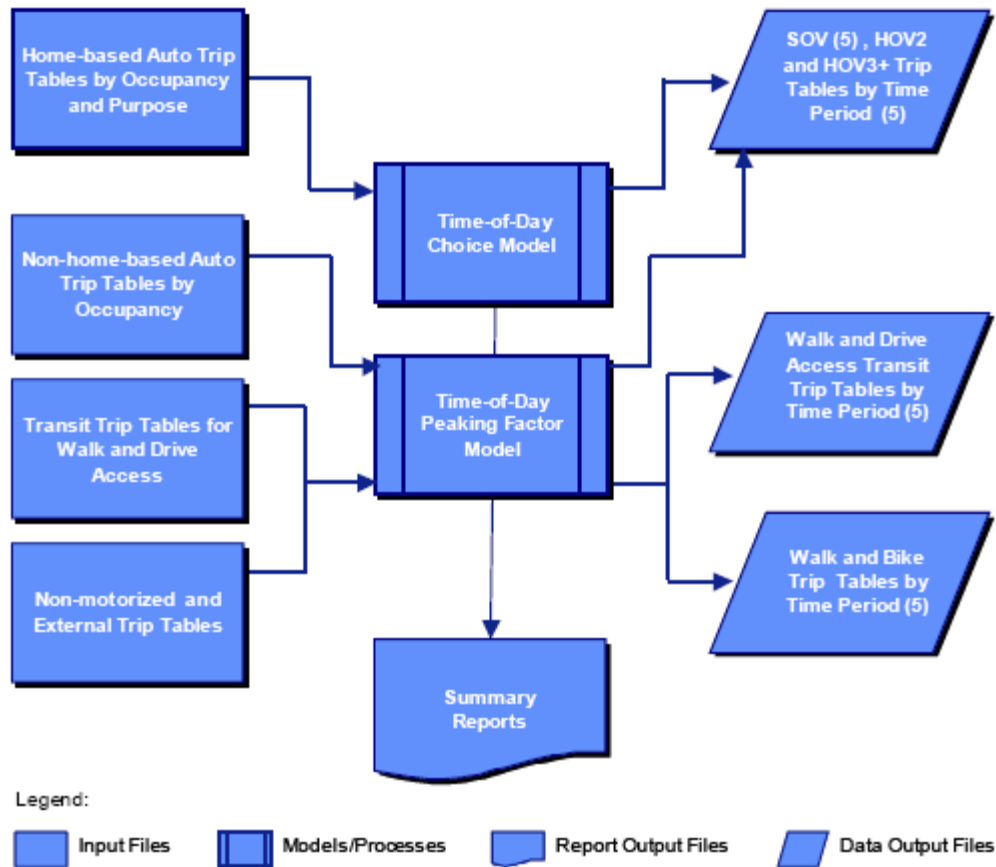 Home-based Auto Trip
Tables by Occupancy
and Purpose
SOV (5) , HOV2
and HOV3+ Trip
Tables by Time
Period (5)
Time-of-Day
Choice Model
Non-home-based Auto
Trip Tables by
Occupancy
Walk and Drive
Access Transit
Trip Tables by
Time Period (5)
Time-of-Day
Peaking Factor
Model
Transit Trip Tables for
Walk and Drive
Access
Walk and Bike
Trip Tables by
Time Period (5)
Non-motorized and
External Trip Tables
Summary
Reports
Legend:
Input Files
Models/Processes
Report Output Files
Data Output Files